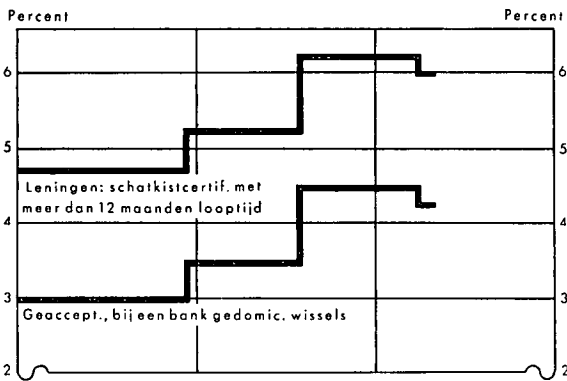 Percent Percent
6 6
5 5
Leningen: schatkistcertif. met
meer dan 12 maanden looptijd
4 4
3 3
Geaccept., bij een bank gedomic. wissels
2 2